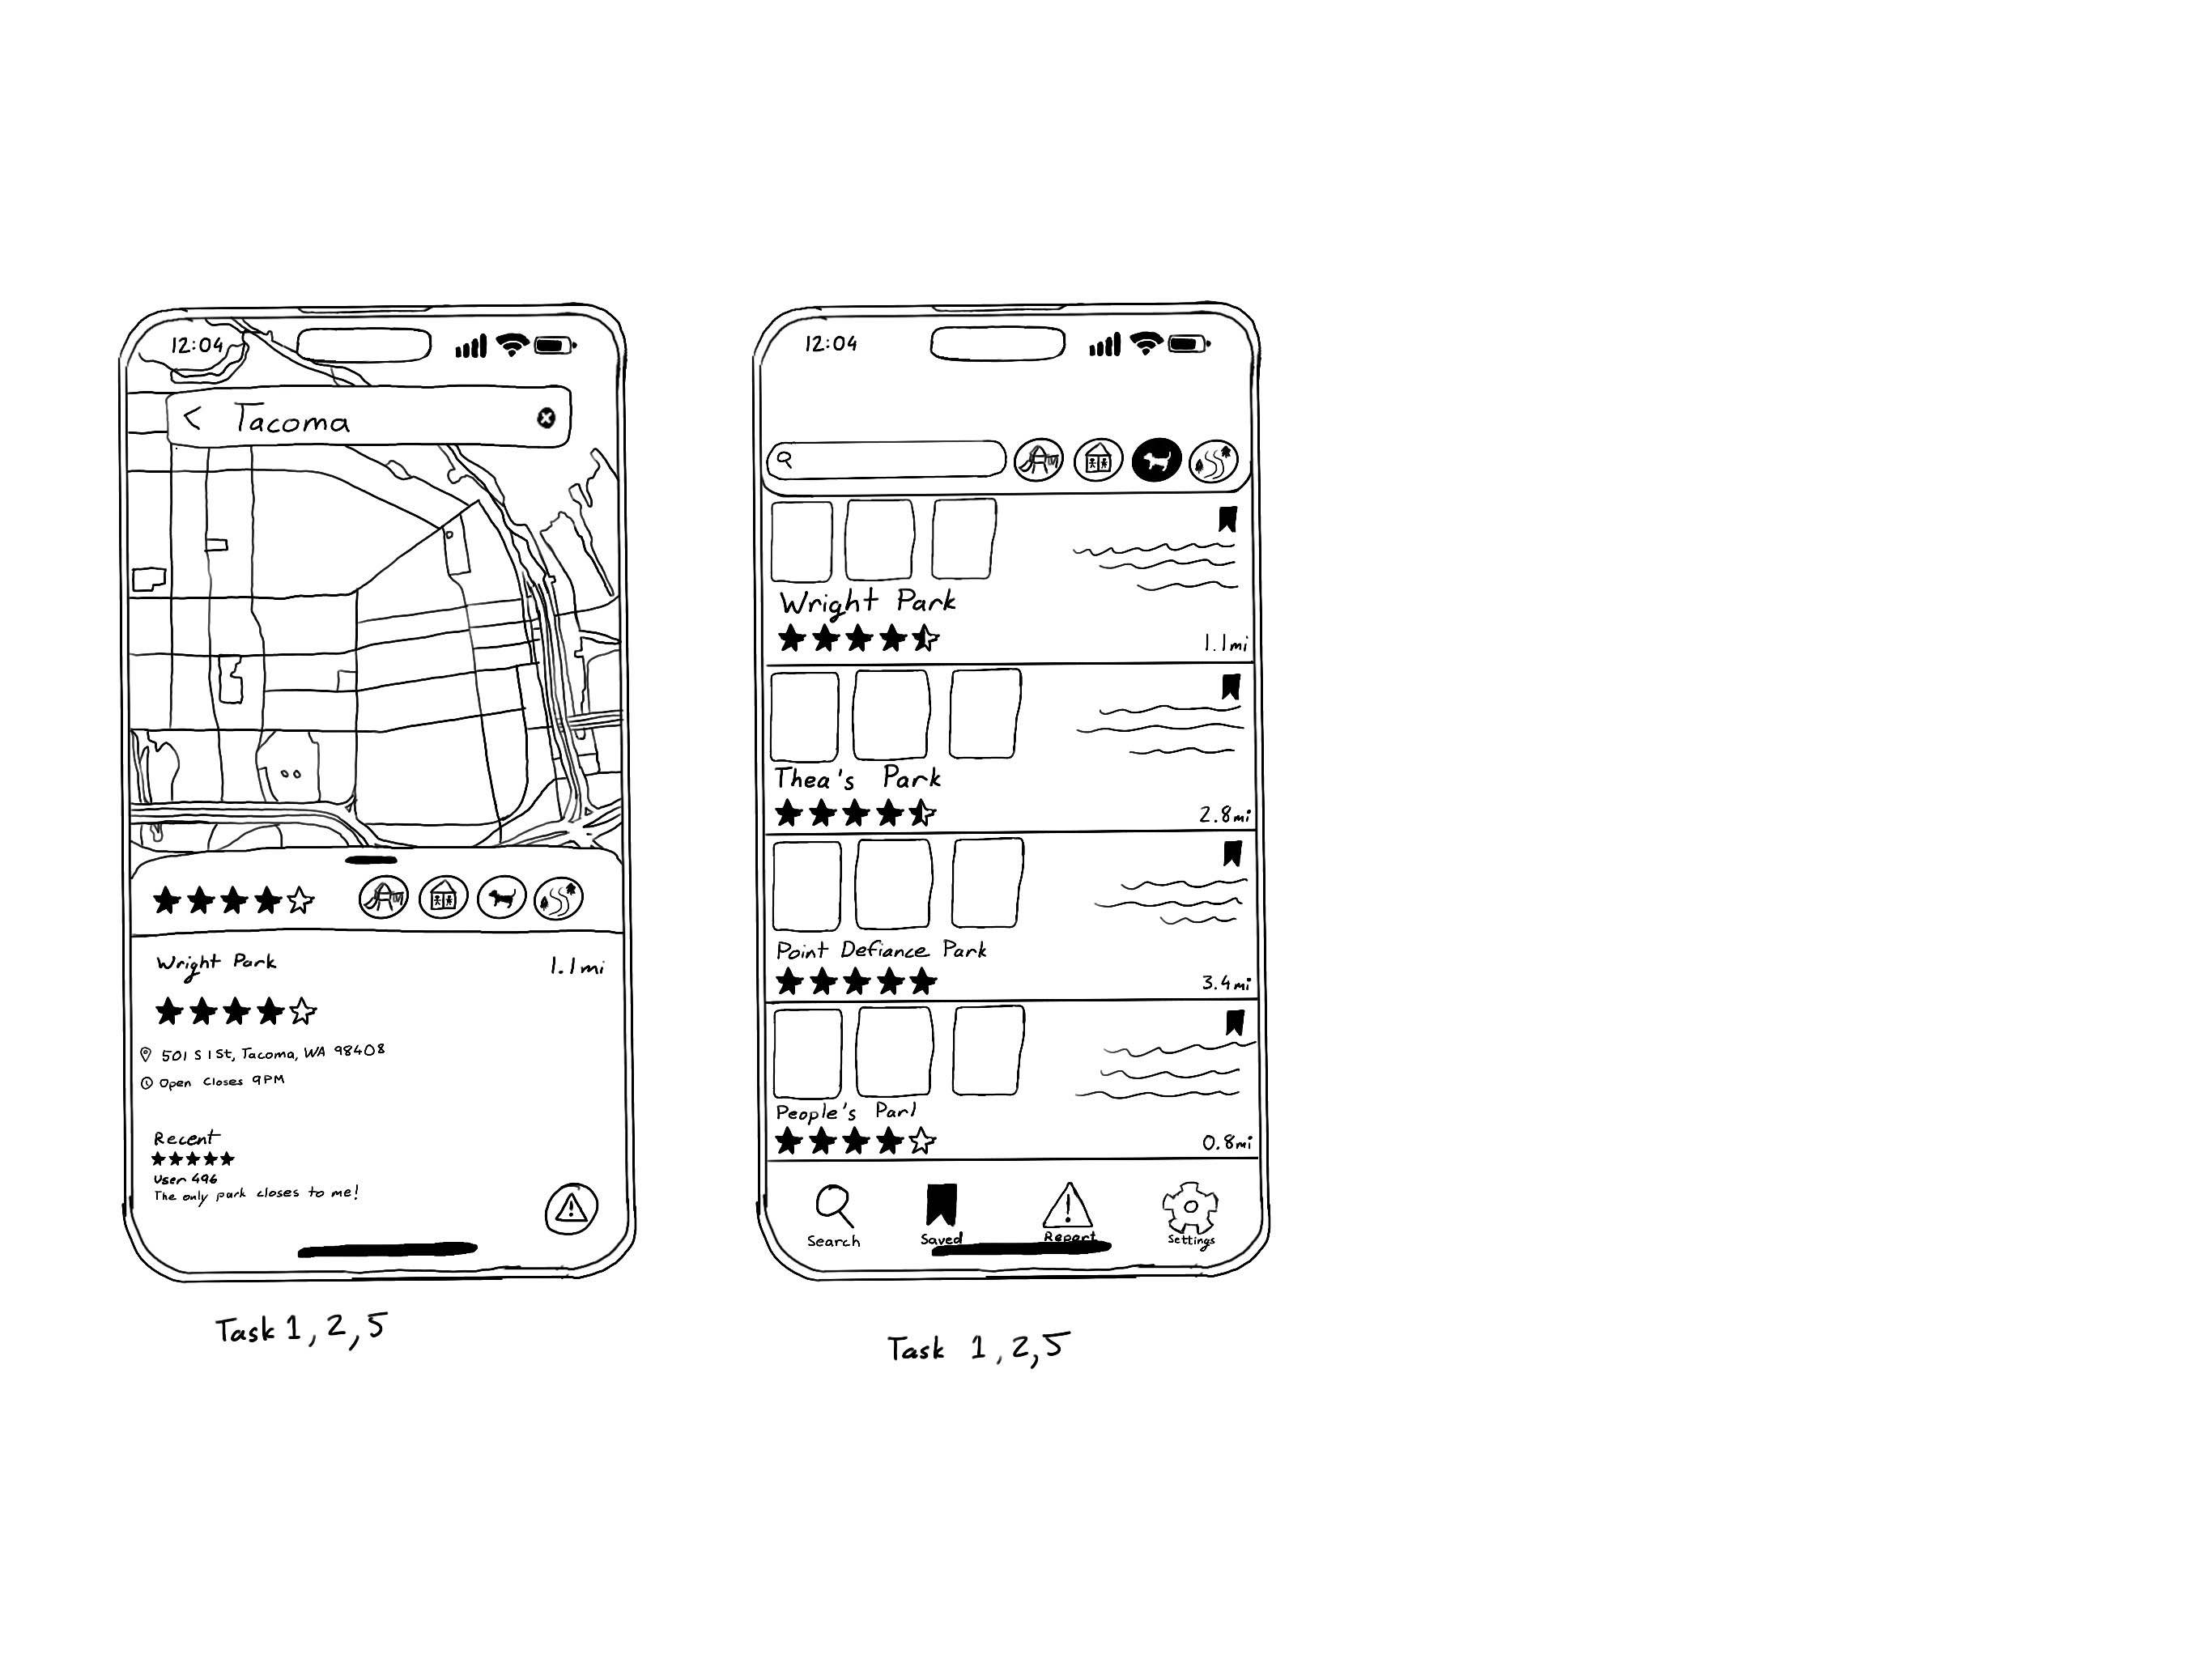 12:04
Tacoma
Wright Park
1.1mi
501 S I St, Tacoma, WA 98408
Open Closes 9PM
Recent
User 496
The only park closes to me!
Task 1, 2, 5
12:04
Wright Park
1.1mi
Thea's Park
2.8mi
Point Defiance Park
3.4mi
People's Parl
0.8mi
Search
Saved
Report
Settings
Task 1, 2, 5